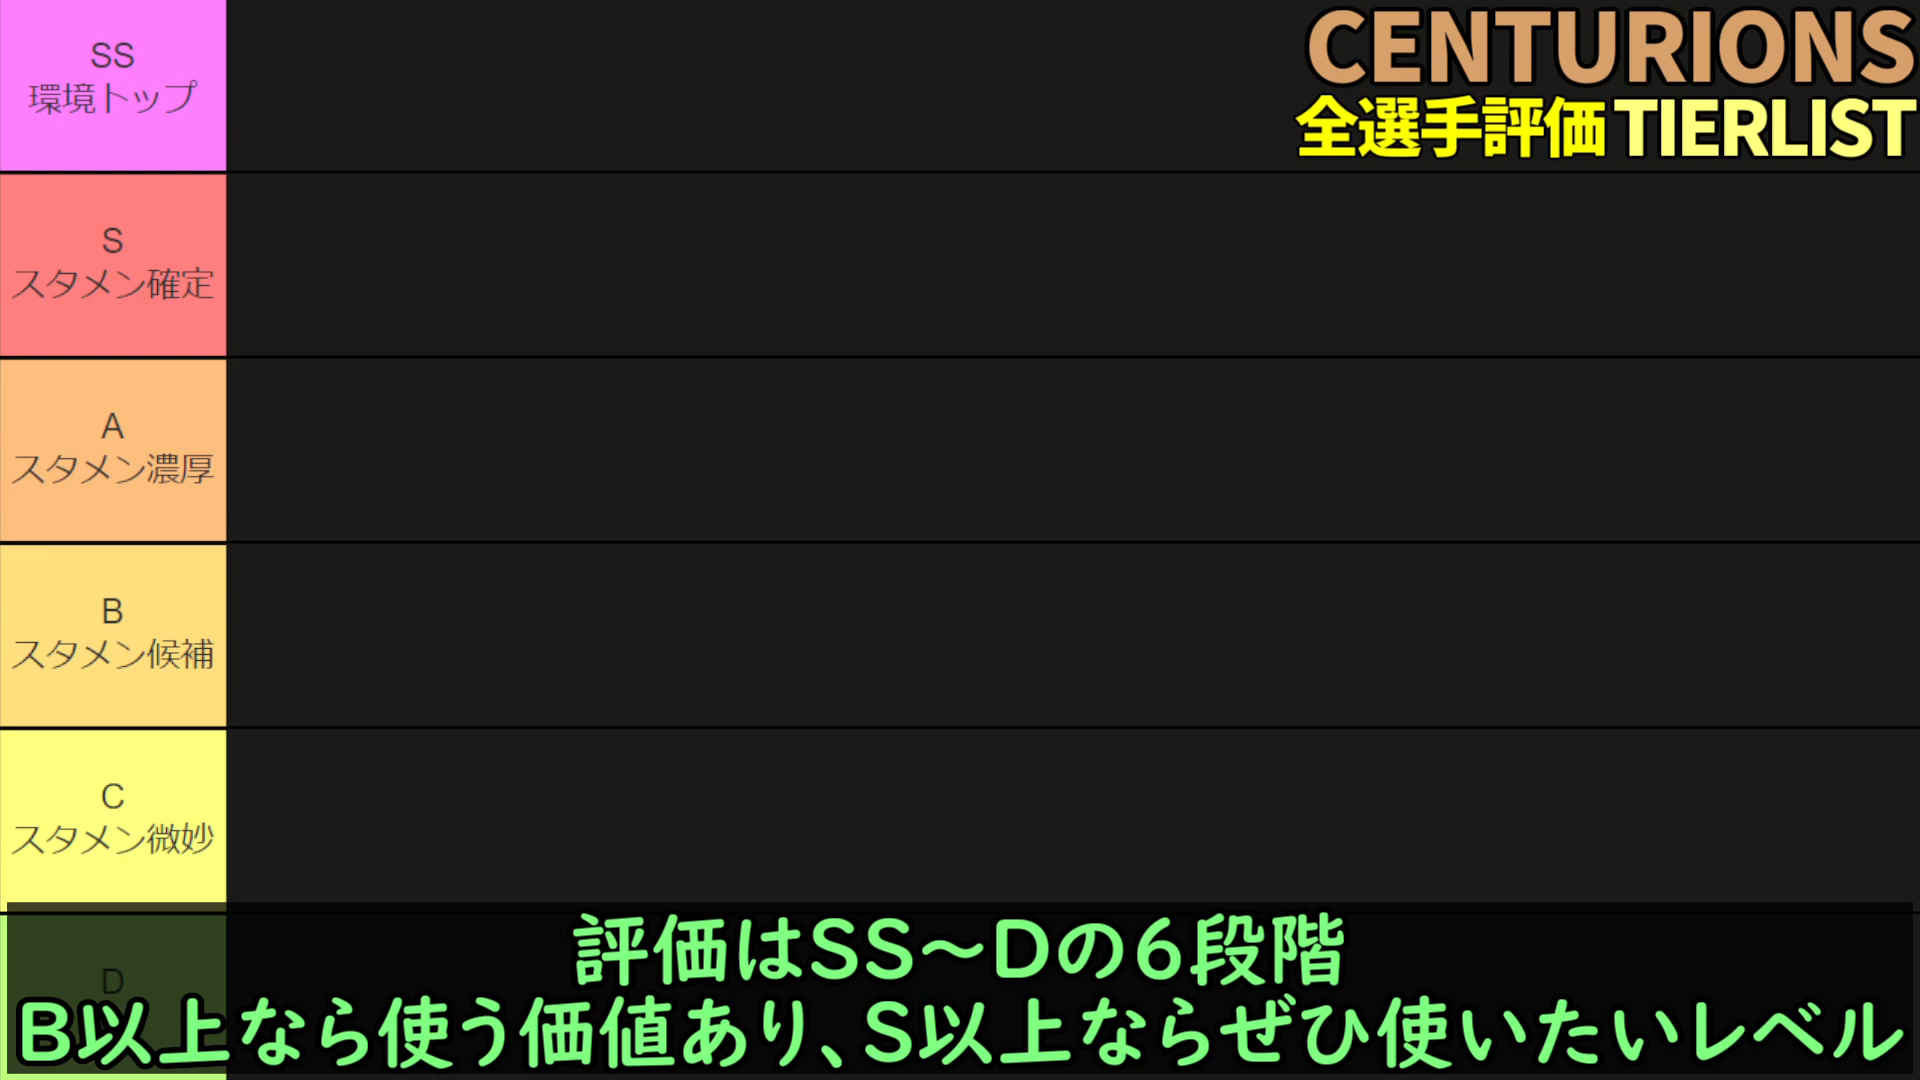 CENTURIONS
全選手評価TIERLIST
SS
環境トップ
S
スタメン確定
A
スタメン濃厚
B
スタメン候補
C
スタメン微妙
D
評価はSS～Dの6段階
B以上なら使う価値あり、S以上ならぜひ使いたいレベル